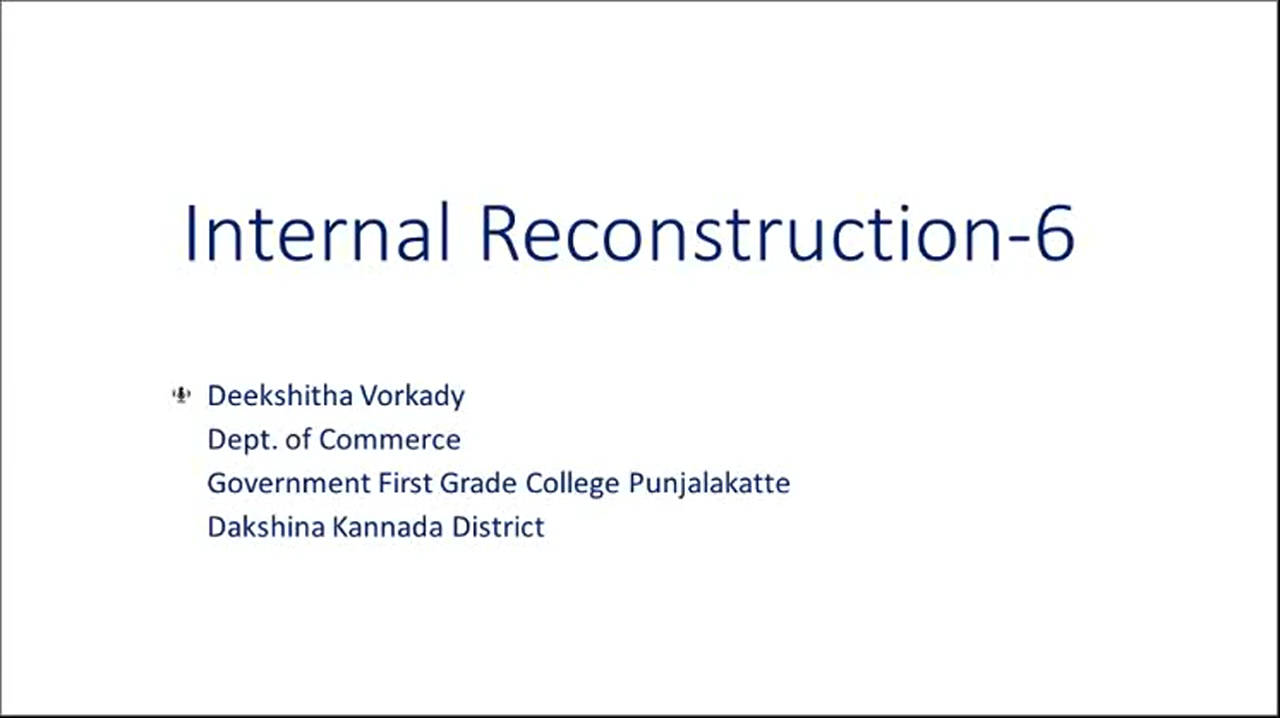 Internal Reconstruction-6
Deekshitha Vorkady
Dept. of Commerce
Government First Grade College Punjalakatte
Dakshina Kannada District